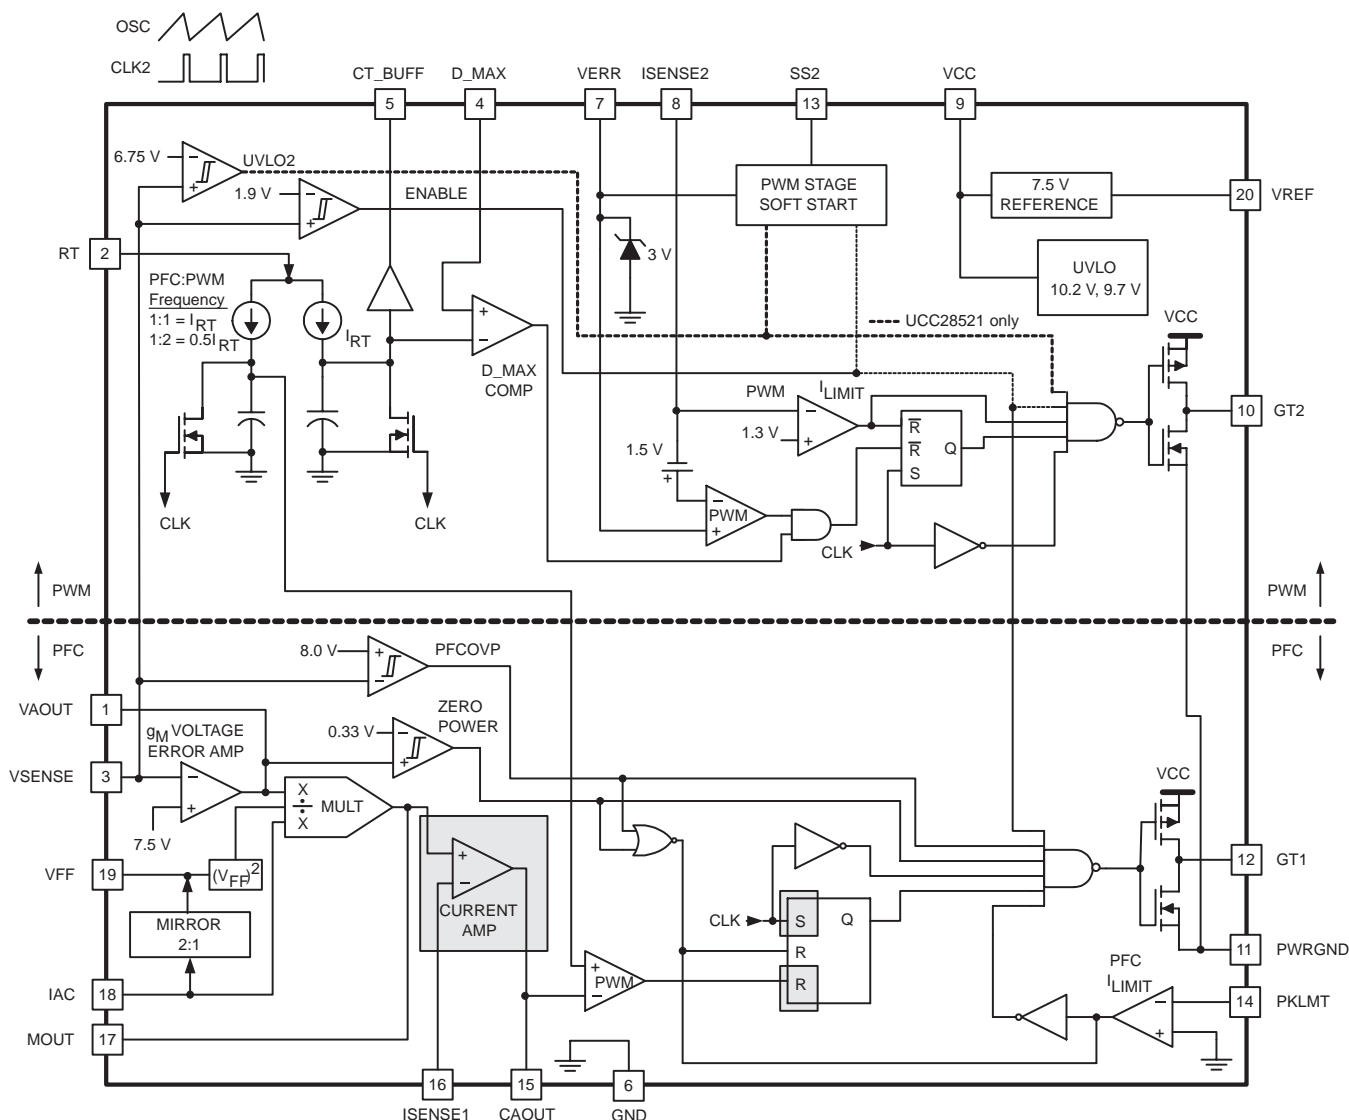 OSC
CLK2
CT_BUFF
D_MAX
VERR
ISENSE2
SS2
VCC
5
4
7
8
13
9
6.75 V
−
+
UVLO2
1.9 V
−
+
ENABLE
PWM STAGE
SOFT START
7.5 V
REFERENCE
20
VREF
RT
2
3 V
UVLO
10.2 V, 9.7 V
PFC:PWM
Frequency
1:1 = IRT
1:2 = 0.5IRT
IRT
+
−
D_MAX
COMP
UCC28521 only
VCC
PWM
ILIMIT
−
+
1.3 V
R
R
S
Q
10
GT2
1.5 V
+
−
PWM
+
CLK
CLK
CLK
PWM
PWM
PFC
PFC
8.0 V
+
−
PFCOVP
VAOUT
1
gM VOLTAGE
ERROR AMP
0.33 V
−
+
ZERO
POWER
VSENSE
3
−
+
7.5 V
X
÷
X
MULT
VCC
VFF
19
(VFF)2
+
−
CURRENT
AMP
12
GT1
MIRROR
2:1
CLK
S
Q
R
R
11
PWRGND
+
PWM
−
PFC
ILIMIT
−
+
14
PKLMT
IAC
18
MOUT
17
16
15
6
ISENSE1
CAOUT
GND